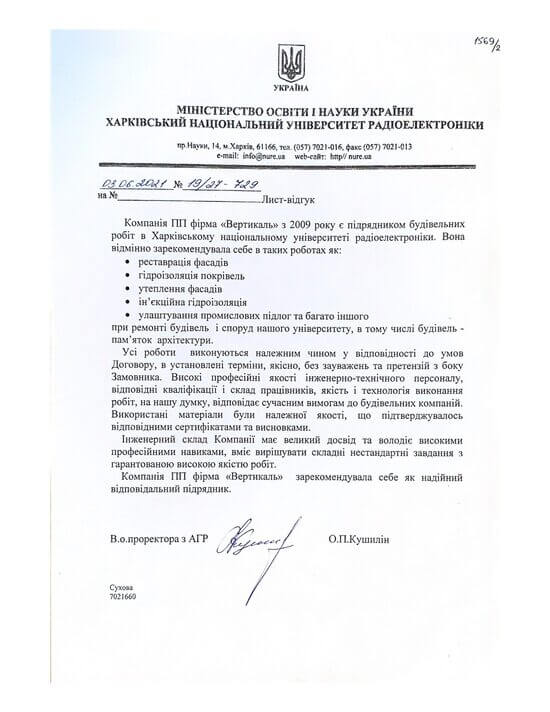 1569/2
УКРАЇНА
МІНІСТЕРСТВО ОСВІТИ І НАУКИ УКРАЇНИ
ХАРКІВСЬКИЙ НАЦІОНАЛЬНИЙ УНІВЕРСИТЕТ РАДІОЕЛЕКТРОНІКИ
пр.Науки, 14, м.Харків, 61166, тел. (057) 7021-016, факс (057) 7021-013
e-mail: info@nure.ua веб-сайт: http// nure.ua
03.06.2021 № 19/27-729
на № Лист-відгук
Компанія ПП фірма «Вертикаль» з 2009 року є підрядником будівельних
робіт в Харківському національному університеті радіоелектроніки. Вона
відмінно зарекомендувала себе в таких роботах як:
• реставрація фасадів
• гідроізоляція покрівель
• утеплення фасадів
• ін’єкційна гідроізоляція
• улаштування промислових підлог та багато іншого
при ремонті будівель і споруд нашого університету, в тому числі будівель -
пам’яток архітектури.
Усі роботи виконуються належним чином у відповідності до умов
Договору, в установлені терміни, якісно, без зауважень та претензій з боку
Замовника. Високі професійні якості інженерно-технічного персоналу,
відповідні кваліфікації і склад працівників, якість і технологія виконання
робіт, на нашу думку, відповідає сучасним вимогам до будівельних компаній.
Використані матеріали були належної якості, що підтверджувалось
відповідними сертифікатами та висновками.
Інженерний склад Компанії має великий досвід та володіє високими
професійними навиками, вміє вирішувати складні нестандартні завдання з
гарантованою високою якістю робіт.
Компанія ПП фірма «Вертикаль» зарекомендувала себе як надійний
відповідальний підрядник.
В.о.проректора з АГР О.П.Кушилін
Сухова
7021660